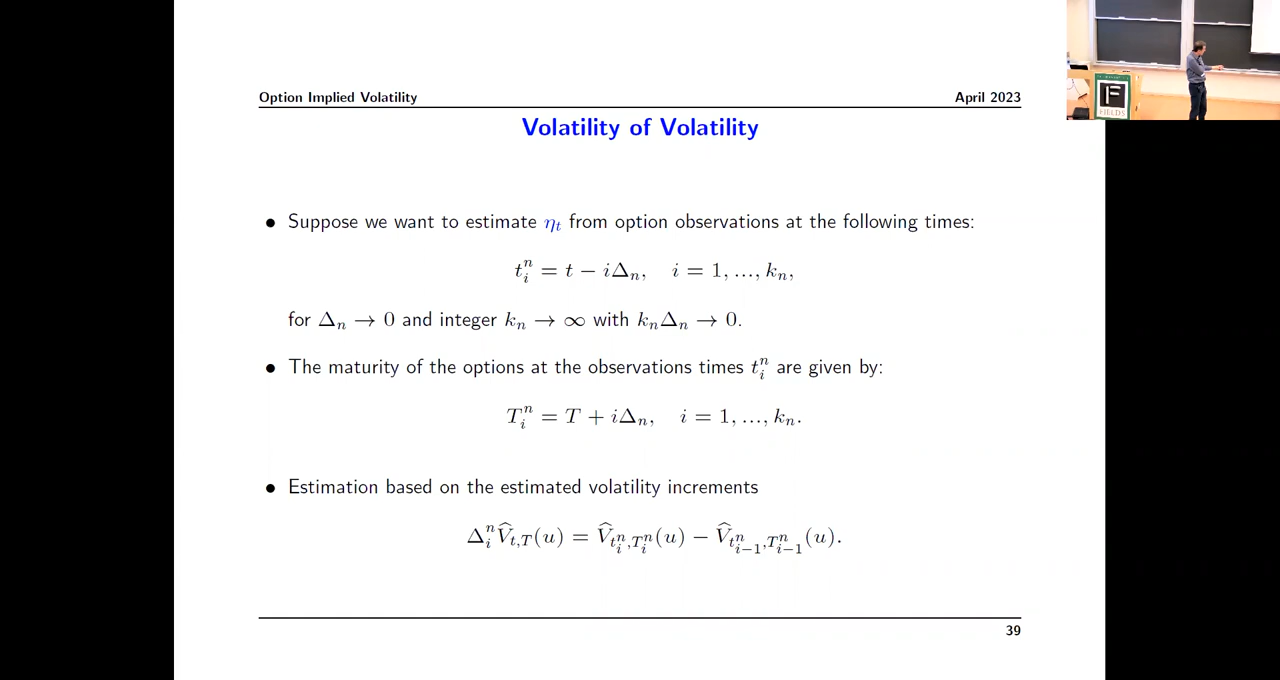 Option Implied Volatility April 2023
Volatility of Volatility
• Suppose we want to estimate η_t from option observations at the following times:
t_i^n = t − iΔ_n, i = 1, ..., k_n,
for Δ_n → 0 and integer k_n → ∞ with k_nΔ_n → 0.
• The maturity of the options at the observations times t_i^n are given by:
T_i^n = T + iΔ_n, i = 1, ..., k_n.
• Estimation based on the estimated volatility increments
Δ_i^n V̂_{t,T}(u) = V̂_{t_i^n,T_i^n}(u) − V̂_{t_{i−1}^n,T_{i−1}^n}(u).
39
F
FIELDS